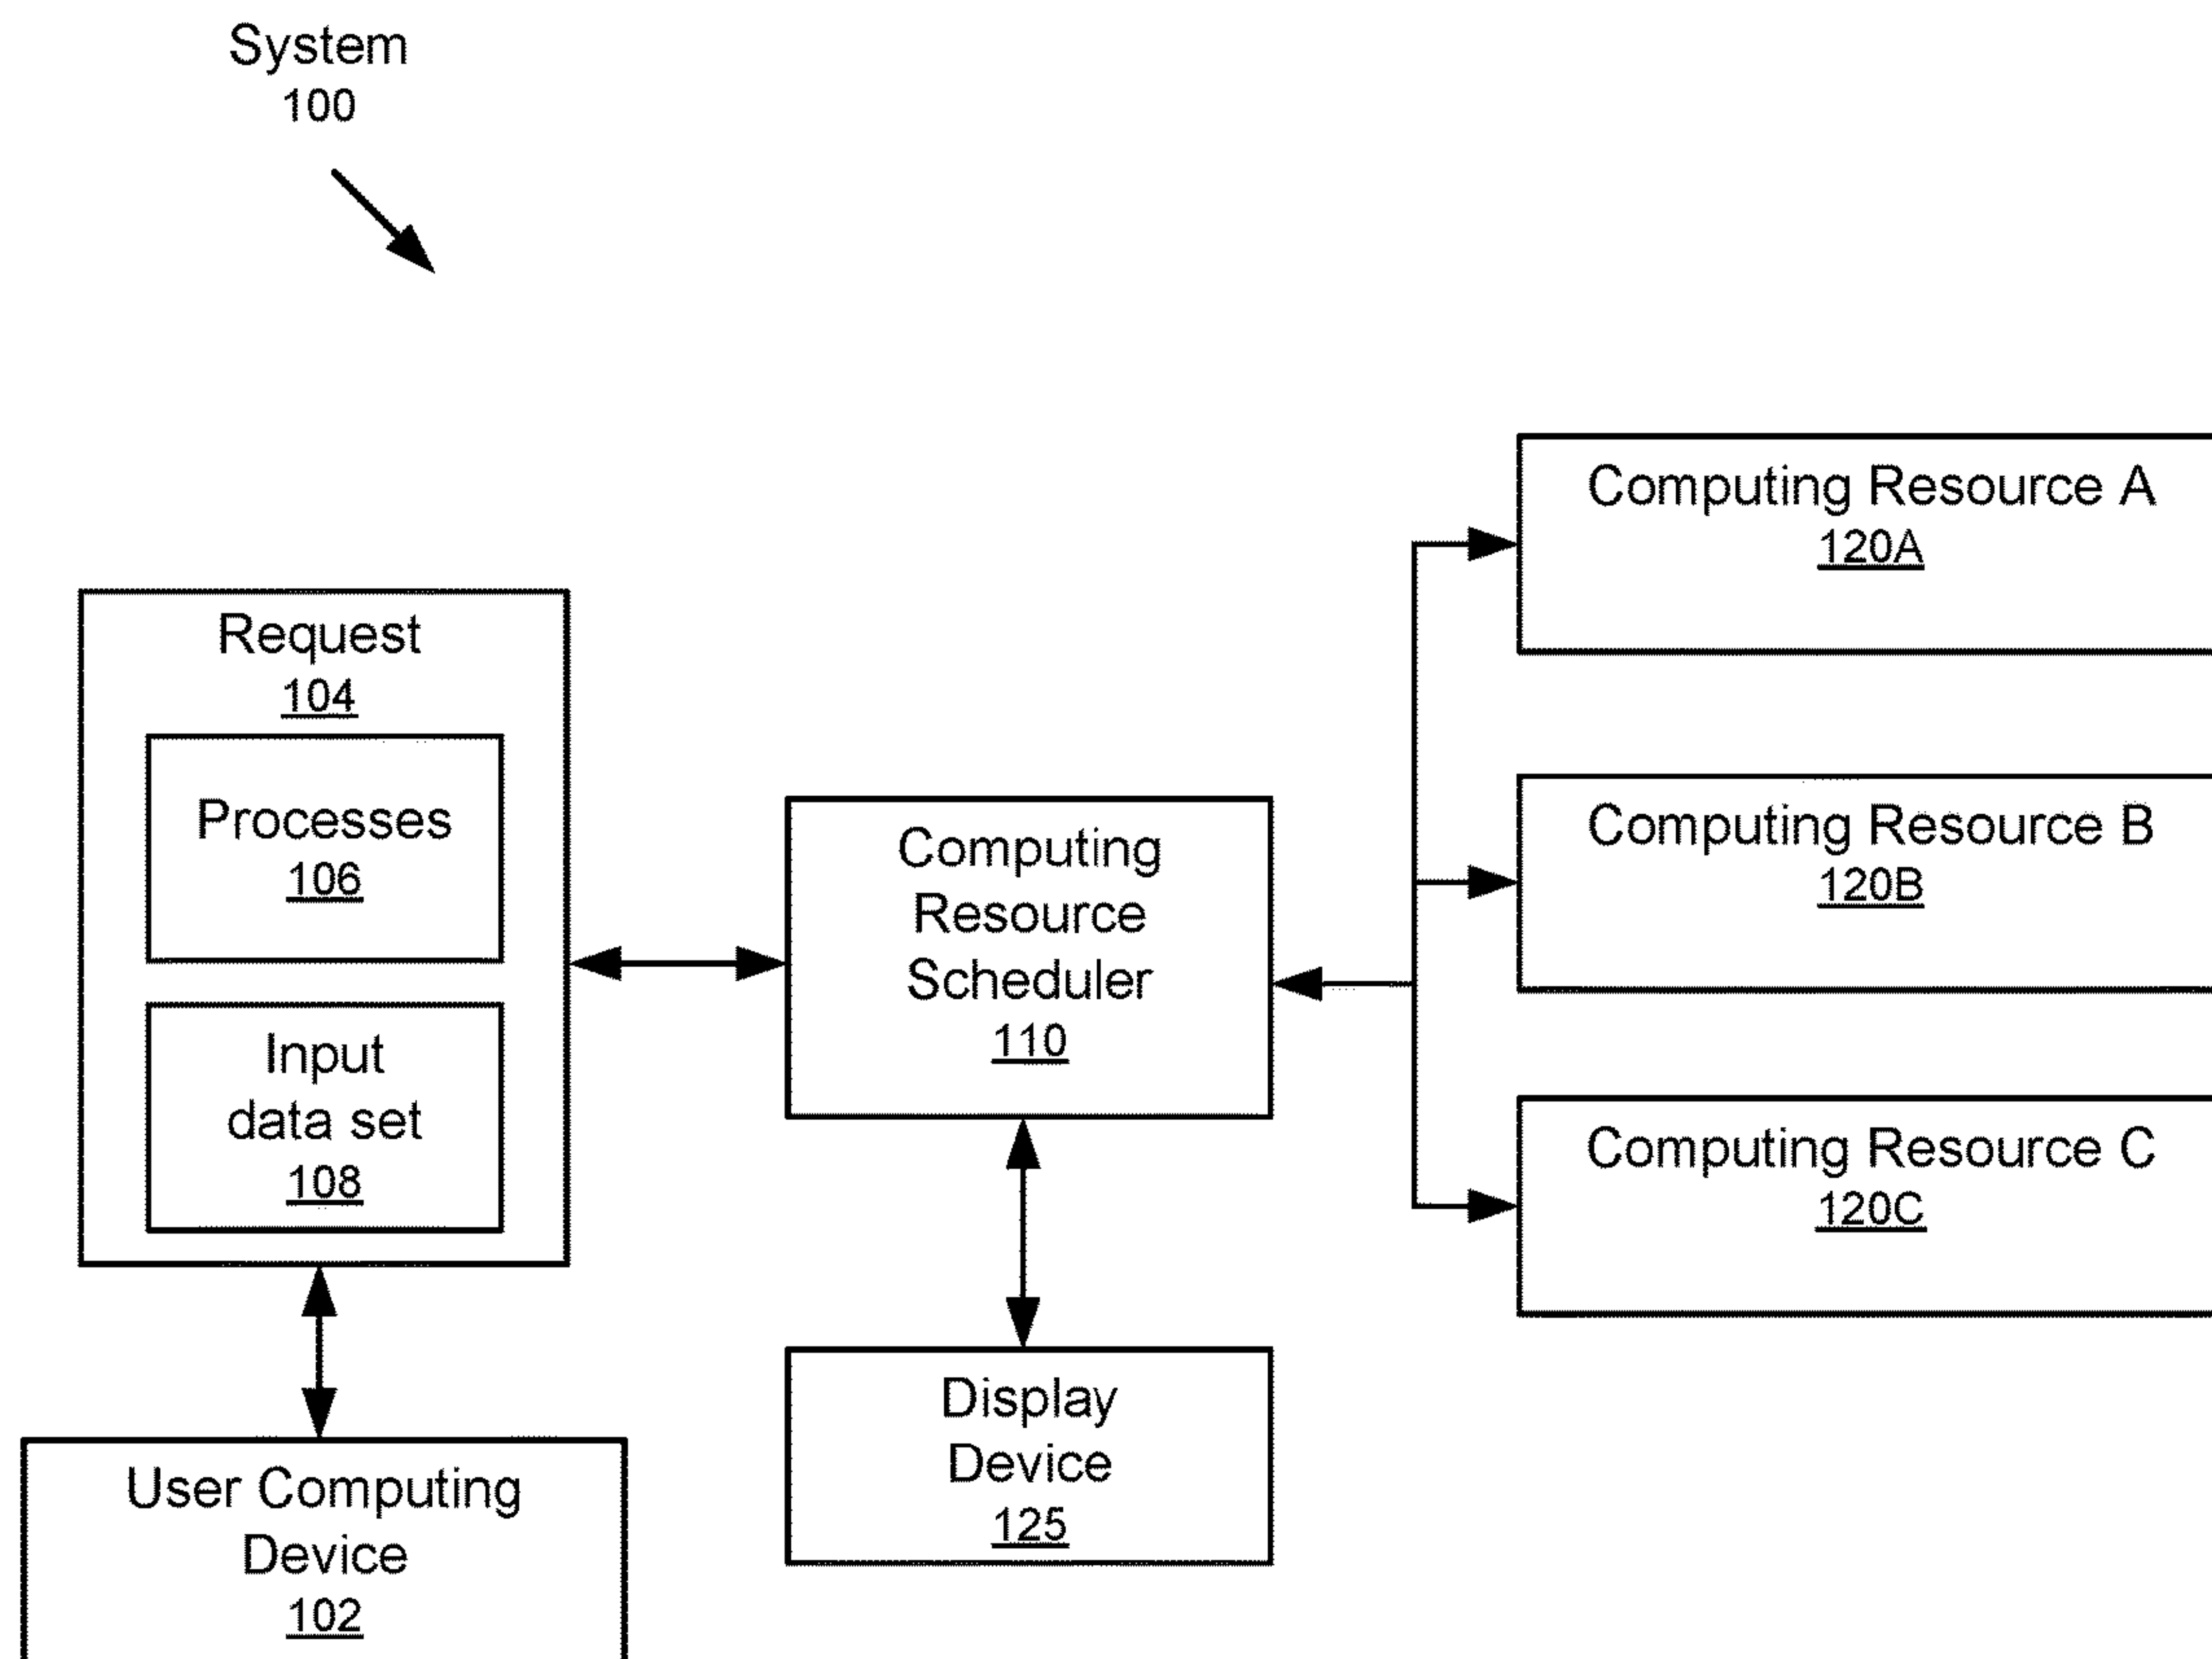 System
100
Request
104
Processes
106
Input
data set
108
User Computing
Device
102
Computing
Resource
Scheduler
110
Display
Device
125
Computing Resource A
120A
Computing Resource B
120B
Computing Resource C
120C